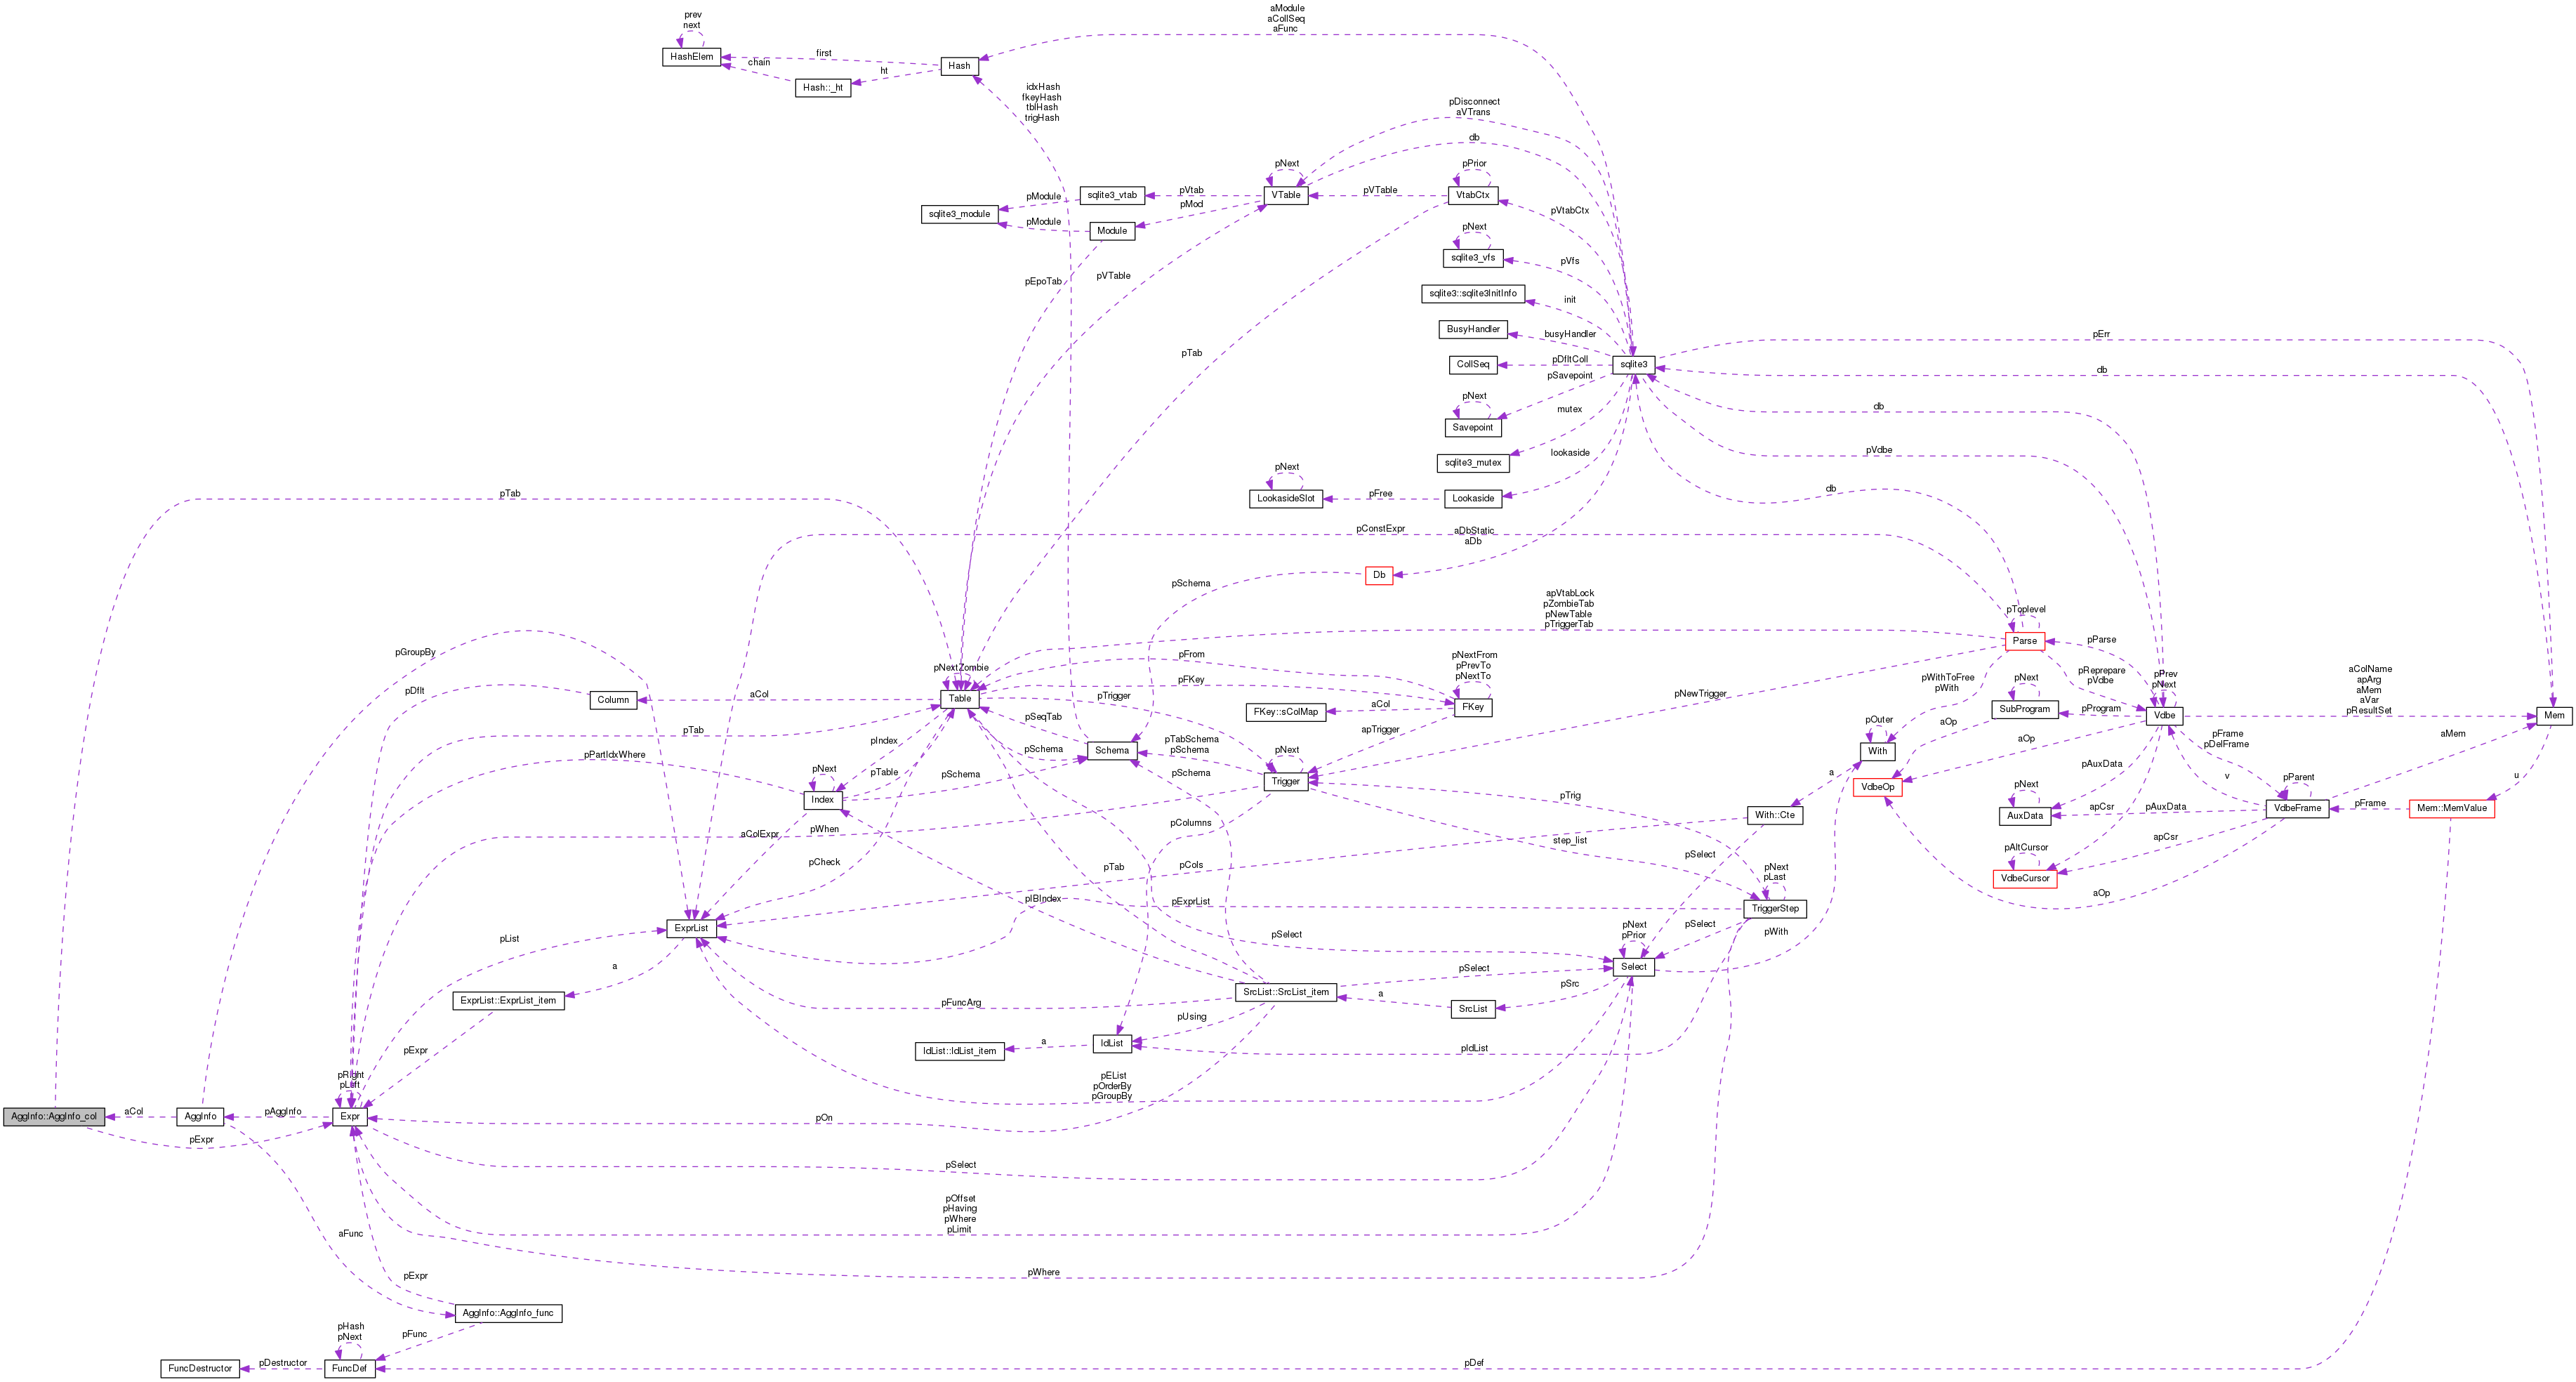 aModule
aCollSeq
aFunc
prev
next
HashElem
first
chain
Hash
ht
Hash::_ht
idxHash
fkeyHash
tblHash
trigHash
pDisconnect
aVTrans
db
pNext
pPrior
pModule
sqlite3_vtab
pVtab
VTable
pVTable
VtabCtx
sqlite3_module
pModule
pMod
Module
pVtabCtx
pNext
sqlite3_vfs
pVfs
pEpoTab
pVTable
sqlite3::sqlite3InitInfo
init
BusyHandler
busyHandler
pErr
pTab
CollSeq
pDfltColl
sqlite3
db
pSavepoint
pNext
mutex
db
Savepoint
pVdbe
sqlite3_mutex
lookaside
pNext
LookasideSlot
pFree
Lookaside
db
pTab
pConstExpr
aDbStatic
aDb
Db
pSchema
apVtabLock
pZombieTab
pNewTable
pTriggerTab
pToplevel
Parse
pParse
pGroupBy
pFrom
pNextFrom
pPrevTo
pNextTo
pNextZombie
pFKey
pDflt
Column
aCol
Table
pTrigger
pNewTrigger
pWithToFree
pWith
pReprepare
pVdbe
pPrev
pNext
aColName
apArg
aMem
aVar
pResultSet
FKey::sColMap
aCol
FKey
pNext
SubProgram
pProgram
Vdbe
Mem
pSeqTab
apTrigger
pTab
pIndex
pTabSchema
pSchema
pOuter
aOp
pFrame
pDelFrame
aMem
pPartIdxWhere
pSchema
Schema
pNext
With
aOp
pNext
pTable
pSchema
pSchema
Trigger
a
VdbeOp
pAuxData
v
pParent
u
Index
pTrig
With::Cte
pNext
AuxData
apCsr
pAuxData
VdbeFrame
pFrame
Mem::MemValue
aColExpr
pWhen
pColumns
step_list
pSelect
pAltCursor
apCsr
pCheck
pTab
pCols
pNext
pLast
VdbeCursor
aOp
pIBIndex
pExprList
TriggerStep
ExprList
pNext
pPrior
pSelect
pWith
pList
pSelect
a
pSelect
Select
ExprList::ExprList_item
pFuncArg
SrcList::SrcList_item
a
SrcList
pSrc
pUsing
pExpr
IdList::IdList_item
a
IdList
pIdList
pRight
pLeft
pEList
pOrderBy
pGroupBy
AggInfo::AggInfo_col
aCol
AggInfo
pAggInfo
Expr
pOn
pExpr
pSelect
pOffset
pHaving
pWhere
pLimit
aFunc
pExpr
pWhere
AggInfo::AggInfo_func
pHash
pNext
pFunc
FuncDestructor
pDestructor
FuncDef
pDef